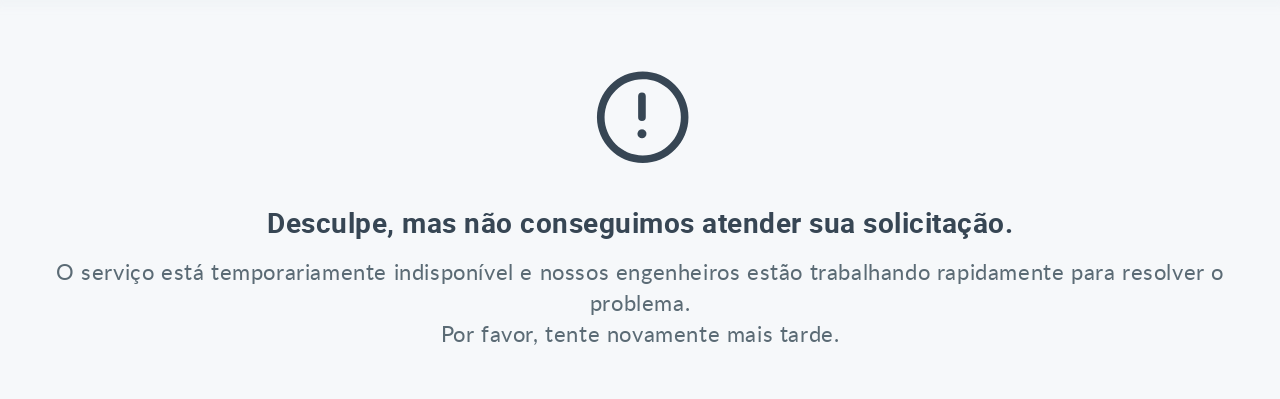 Desculpe, mas não conseguimos atender sua solicitação.
O serviço está temporariamente indisponível e nossos engenheiros estão trabalhando rapidamente para resolver o
problema.
Por favor, tente novamente mais tarde.